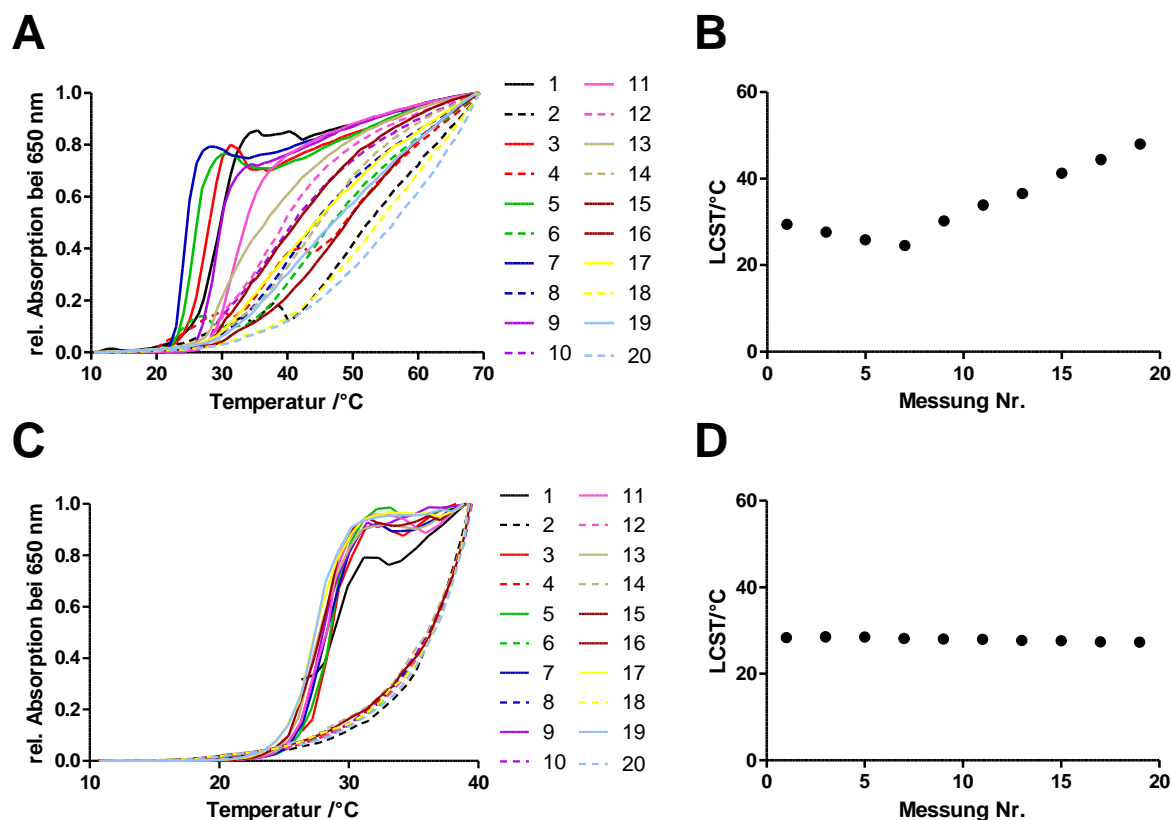 A
rel. Absorption bei 650 nm
1.0
0.8
0.6
0.4
0.2
0.0
10 20 30 40 50 60 70
Temperatur /°C
1 11
2 12
3 13
4 14
5 15
6 16
7 17
8 18
9 19
10 20
B
LCST/°C
60
40
20
0
0 5 10 15 20
Messung Nr.
C
rel. Absorption bei 650 nm
1.0
0.8
0.6
0.4
0.2
0.0
10 20 30 40
Temperatur /°C
1 11
2 12
3 13
4 14
5 15
6 16
7 17
8 18
9 19
10 20
D
LCST/°C
60
40
20
0
0 5 10 15 20
Messung Nr.